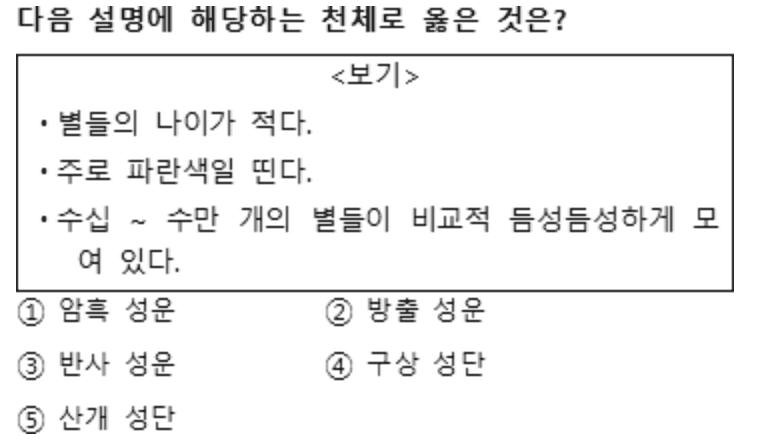 다음 설명에 해당하는 천체로 옳은 것은?
<보기>
・별들의 나이가 적다.
・주로 파란색일 띤다.
・수십 ~ 수만 개의 별들이 비교적 듬성듬성하게 모
여 있다.
① 암흑 성운 ② 방출 성운
③ 반사 성운 ④ 구상 성단
⑤ 산개 성단